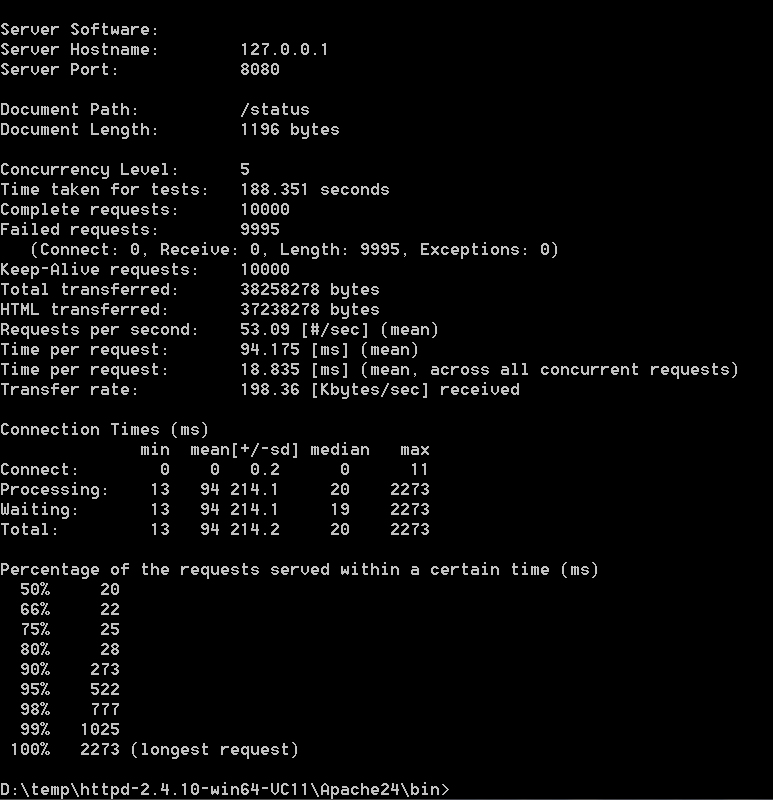 Server Software:
Server Hostname:        127.0.0.1
Server Port:            8080
Document Path:          /status
Document Length:        1196 bytes
Concurrency Level:      5
Time taken for tests:   188.351 seconds
Complete requests:      10000
Failed requests:        9995
   (Connect: 0, Receive: 0, Length: 9995, Exceptions: 0)
Keep-Alive requests:    10000
Total transferred:      38258278 bytes
HTML transferred:       37238278 bytes
Requests per second:    53.09 [#/sec] (mean)
Time per request:       94.175 [ms] (mean)
Time per request:       18.835 [ms] (mean, across all concurrent requests)
Transfer rate:          198.36 [Kbytes/sec] received
Connection Times (ms)
              min  mean[+/-sd] median   max
Connect:        0    0   0.2      0      11
Processing:    13   94 214.1     20    2273
Waiting:       13   94 214.1     19    2273
Total:         13   94 214.2     20    2273
Percentage of the requests served within a certain time (ms)
  50%     20
  66%     22
  75%     25
  80%     28
  90%    273
  95%    522
  98%    777
  99%   1025
 100%   2273 (longest request)
D:\temp\httpd-2.4.10-win64-VC11\Apache24\bin>